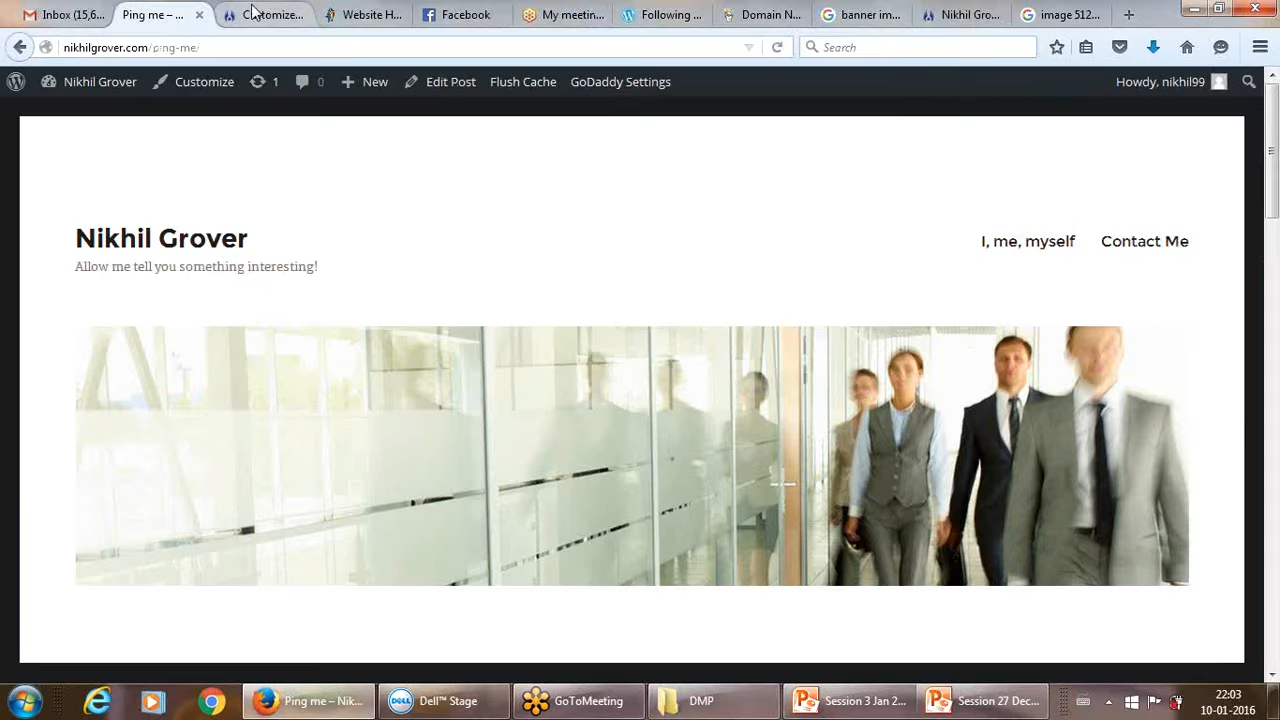 Inbox (15,6...
Ping me – ...
Customize...
Website H...
Facebook
My meetin...
Following ...
Domain N...
banner im...
Nikhil Gro...
image 512...
nikhilgrover.com/ping-me/
Search
Nikhil Grover
Customize
1
0
New
Edit Post
Flush Cache
GoDaddy Settings
Howdy, nikhil99
Nikhil Grover
Allow me tell you something interesting!
I, me, myself
Contact Me
Ping me – Nik...
DELL
Dell™ Stage
GoToMeeting
DMP
Session 3 Jan 2...
Session 27 Dec...
22:03
10-01-2016